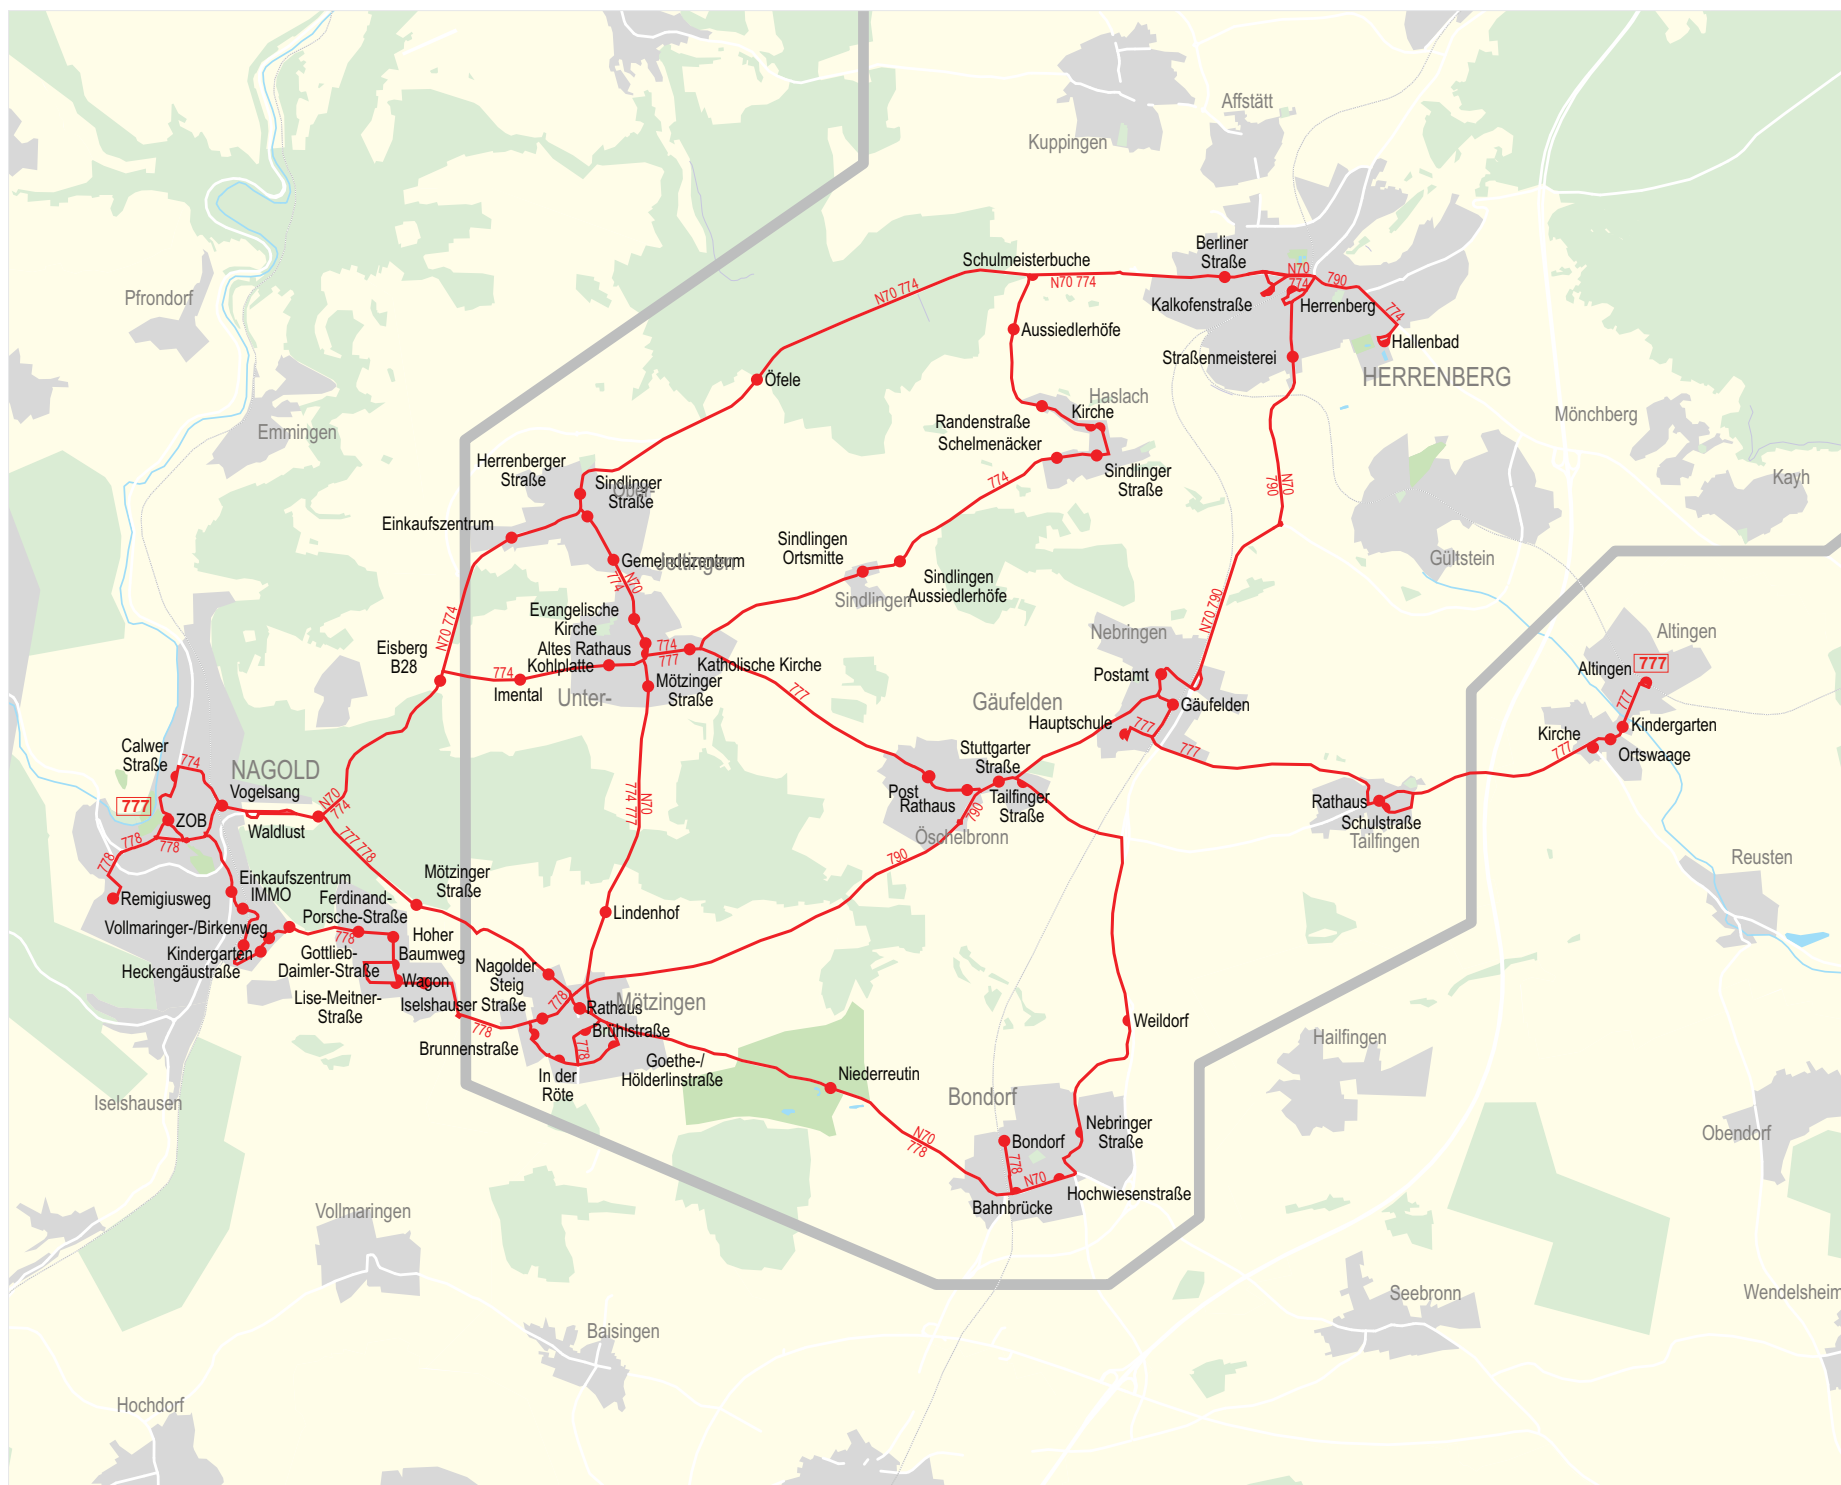 Affstätt
Kuppingen
Berliner
Straße
Schulmeisterbuche
N70 774
N70
774
790
774
N70 774
Pfrondorf
Kalkofenstraße
Herrenberg
Aussiedlerhöfe
Hallenbad
Straßenmeisterei
HERRENBERG
Öfele
Haslach
Randenstraße
Kirche
Schelmenäcker
Mönchberg
Emmingen
Herrenberger
Straße
Sindlinger
Straße
Ober-
774
Sindlinger
Straße
N70
790
Kayh
Einkaufszentrum
Sindlingen
Ortsmitte
Gemeindezentrum
Jettingen
Gültstein
N70
774
Sindlingen
Aussiedlerhöfe
Sindlingen
Evangelische
Kirche
Altes Rathaus
N70 774
N70 790
Nebringen
Altingen
Eisberg
B28
774
777
Kohlplatte
Katholische Kirche
774
Imental
Unter-
Mötzinger
Straße
777
Postamt
Altingen
777
Gäufelden
Gäufelden
777
Hauptschule
777
777
Kindergarten
Kirche
Ortswaage
777
Calwer
Straße
774
NAGOLD
Vogelsang
Stuttgarter
Straße
777
ZOB
Waldlust
N70
774
N70
774 777
Post
Rathaus
Tailfinger
Straße
790
Öschelbronn
Rathaus
Schulstraße
Tailfingen
778
778
778
777 778
790
Reusten
Mötzinger
Straße
Remigiusweg
Einkaufszentrum
IMMO
Ferdinand-
Porsche-Straße
Lindenhof
Vollmaringer-/Birkenweg
778
Hoher
Baumweg
Kindergarten
Heckengäustraße
Gottlieb-
Daimler-Straße
Wagon
Nagolder
Steig
Lise-Meitner-
Straße
Iselshauser Straße
778
Mötzingen
Rathaus
778
Brühlstraße
Weildorf
Brunnenstraße
778
Goethe-/
Hölderlinstraße
Hailfingen
In der
Röte
Niederreutin
Iselshausen
Bondorf
N70
778
Bondorf
Nebringer
Straße
Obendorf
778
N70
Hochwiesenstraße
Bahnbrücke
Vollmaringen
Seebronn
Wendelsheim
Baisingen
Hochdorf